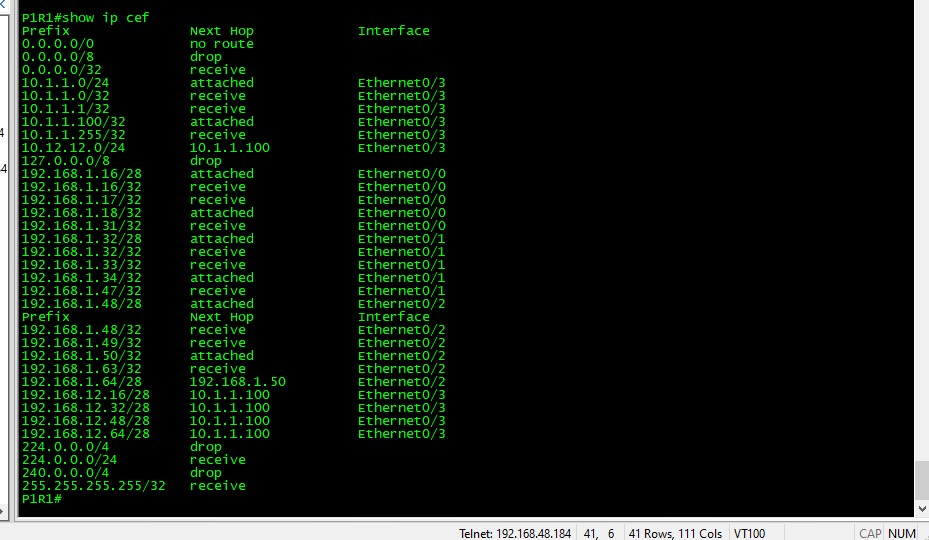 P1R1#show ip cef
Prefix Next Hop Interface
0.0.0.0/0 no route
0.0.0.0/8 drop
0.0.0.0/32 receive
10.1.1.0/24 attached Ethernet0/3
10.1.1.0/32 receive Ethernet0/3
10.1.1.1/32 receive Ethernet0/3
10.1.1.100/32 attached Ethernet0/3
10.1.1.255/32 receive Ethernet0/3
10.12.12.0/24 10.1.1.100 Ethernet0/3
127.0.0.0/8 drop
192.168.1.16/28 attached Ethernet0/0
192.168.1.16/32 receive Ethernet0/0
192.168.1.17/32 receive Ethernet0/0
192.168.1.18/32 attached Ethernet0/0
192.168.1.31/32 receive Ethernet0/0
192.168.1.32/28 attached Ethernet0/1
192.168.1.32/32 receive Ethernet0/1
192.168.1.33/32 receive Ethernet0/1
192.168.1.34/32 attached Ethernet0/1
192.168.1.47/32 receive Ethernet0/1
192.168.1.48/28 attached Ethernet0/2
Prefix Next Hop Interface
192.168.1.48/32 receive Ethernet0/2
192.168.1.49/32 receive Ethernet0/2
192.168.1.50/32 attached Ethernet0/2
192.168.1.63/32 receive Ethernet0/2
192.168.1.64/28 192.168.1.50 Ethernet0/2
192.168.12.16/28 10.1.1.100 Ethernet0/3
192.168.12.32/28 10.1.1.100 Ethernet0/3
192.168.12.48/28 10.1.1.100 Ethernet0/3
192.168.12.64/28 10.1.1.100 Ethernet0/3
224.0.0.0/4 drop
224.0.0.0/24 receive
240.0.0.0/4 drop
255.255.255.255/32 receive
P1R1#
Telnet: 192.168.48.184 41, 6 41 Rows, 111 Cols VT100 CAP NUM